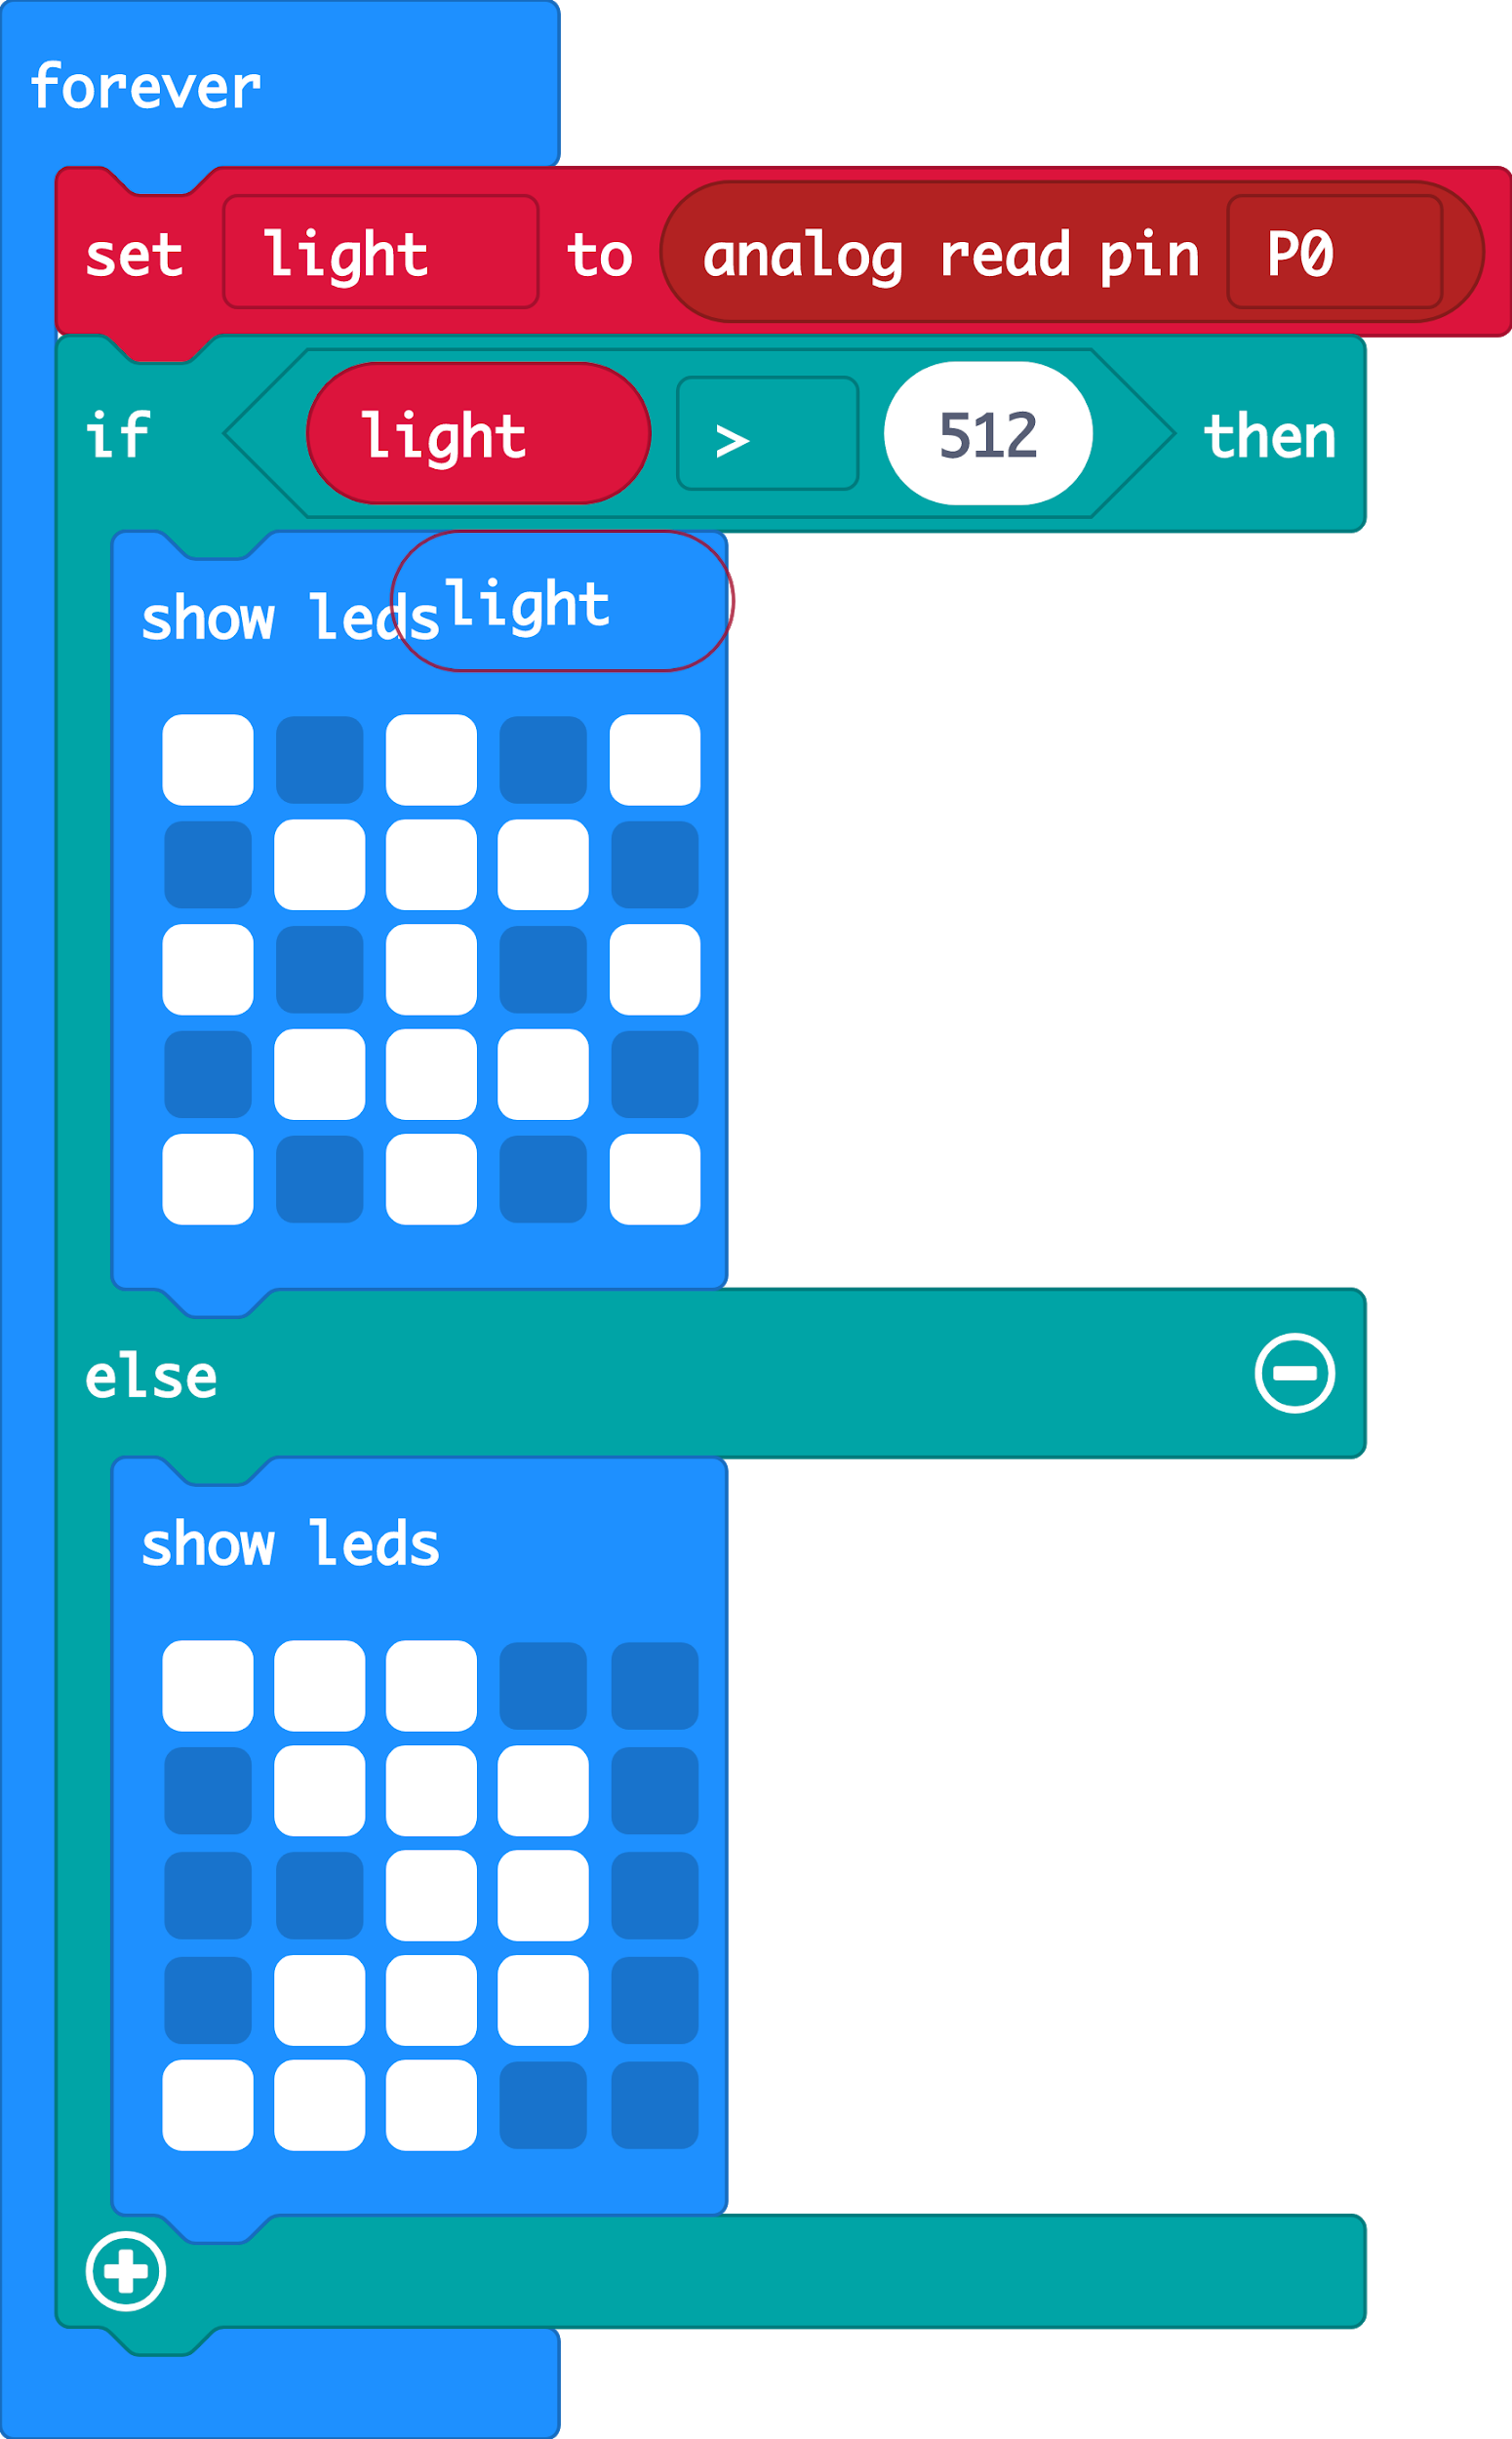 forever
set light to analog read pin P0
if light > 512 then
show leds light
else
show leds